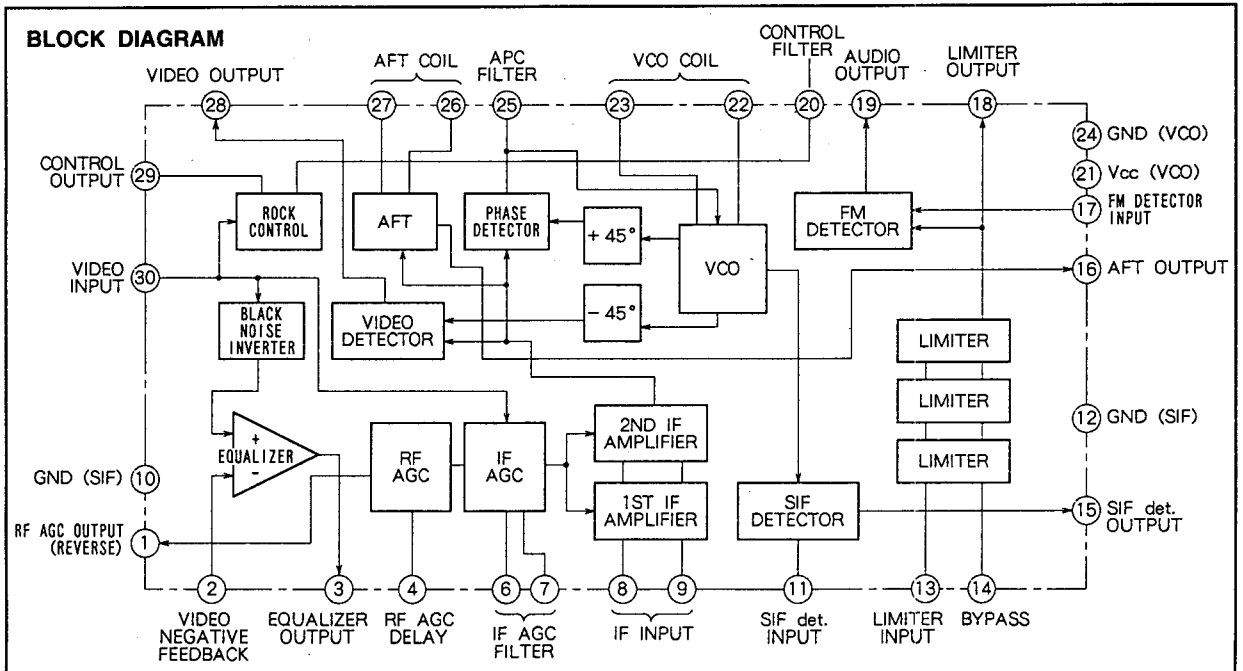 BLOCK DIAGRAM
VIDEO OUTPUT
AFT COIL
APC
FILTER
VCO COIL
CONTROL
FILTER
AUDIO
OUTPUT
LIMITER
OUTPUT
28
27
26
25
23
22
20
19
18
24
GND (VCO)
21
Vcc (VCO)
17
FM DETECTOR
INPUT
16
AFT OUTPUT
12
GND (SIF)
15
SIF det.
OUTPUT
CONTROL
OUTPUT
29
VIDEO
INPUT
30
GND (SIF)
10
RF AGC OUTPUT
(REVERSE)
1
ROCK
CONTROL
AFT
PHASE
DETECTOR
+45°
VCO
FM
DETECTOR
BLACK
NOISE
INVERTER
VIDEO
DETECTOR
-45°
LIMITER
LIMITER
LIMITER
+
EQUALIZER
-
RF
AGC
IF
AGC
2ND IF
AMPLIFIER
1ST IF
AMPLIFIER
SIF
DETECTOR
2
3
4
6
7
8
9
11
13
14
VIDEO
NEGATIVE
FEEDBACK
EQUALIZER
OUTPUT
RF AGC
DELAY
IF AGC
FILTER
IF INPUT
SIF det.
INPUT
LIMITER
INPUT
BYPASS